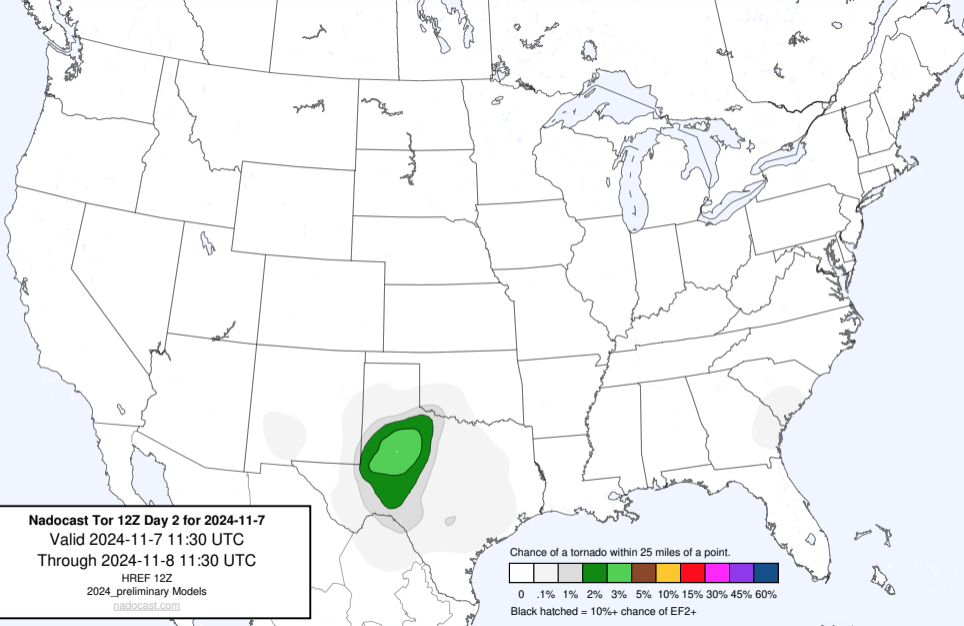 Nadocast Tor 12Z Day 2 for 2024-11-7
Valid 2024-11-7 11:30 UTC
Through 2024-11-8 11:30 UTC
HREF 12Z
2024_preliminary Models
nadocast.com
Chance of a tornado within 25 miles of a point.
0 .1% 1% 2% 3% 5% 10% 15% 30% 45% 60%
Black hatched = 10%+ chance of EF2+